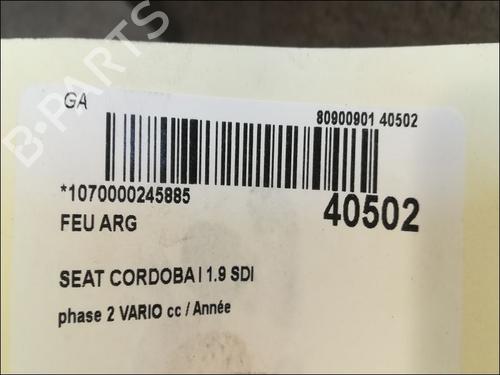 GA
80900901 40502
*1070000245885
40502
FEU ARG
SEAT CORDOBA I 1.9 SDI
phase 2 VARIO cc / Année
B-PARTS